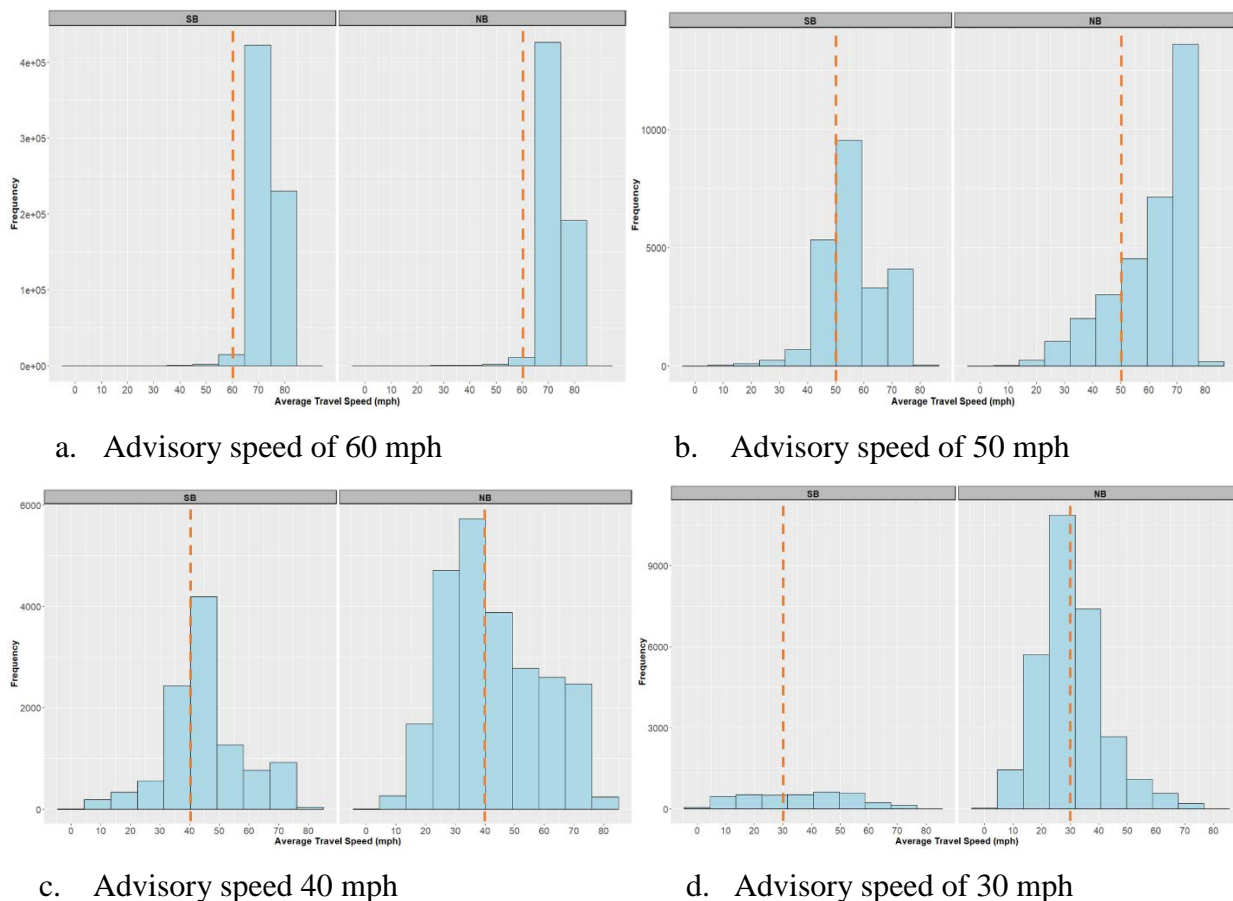 SB NB
4e+05
3e+05
2e+05
1e+05
0e+00
Frequency
0 10 20 30 40 50 60 70 80 0 10 20 30 40 50 60 70 80
Average Travel Speed (mph)
a. Advisory speed of 60 mph
SB NB
10000
5000
0
Frequency
0 10 20 30 40 50 60 70 80 0 10 20 30 40 50 60 70 80
Average Travel Speed (mph)
b. Advisory speed of 50 mph
SB NB
6000
4000
2000
0
Frequency
0 10 20 30 40 50 60 70 80 0 10 20 30 40 50 60 70 80
Average Travel Speed (mph)
c. Advisory speed 40 mph
SB NB
9000
6000
3000
0
Frequency
0 10 20 30 40 50 60 70 80 0 10 20 30 40 50 60 70 80
Average Travel Speed (mph)
d. Advisory speed of 30 mph